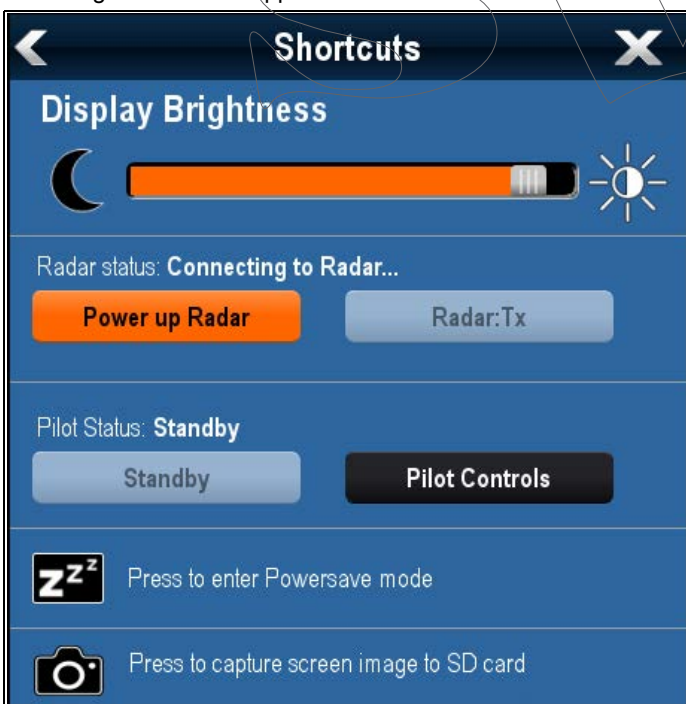 Shortcuts
Display Brightness
Radar status: Connecting to Radar...
Power up Radar
Radar:Tx
Pilot Status: Standby
Standby
Pilot Controls
zzz
Press to enter Powersave mode
Press to capture screen image to SD card